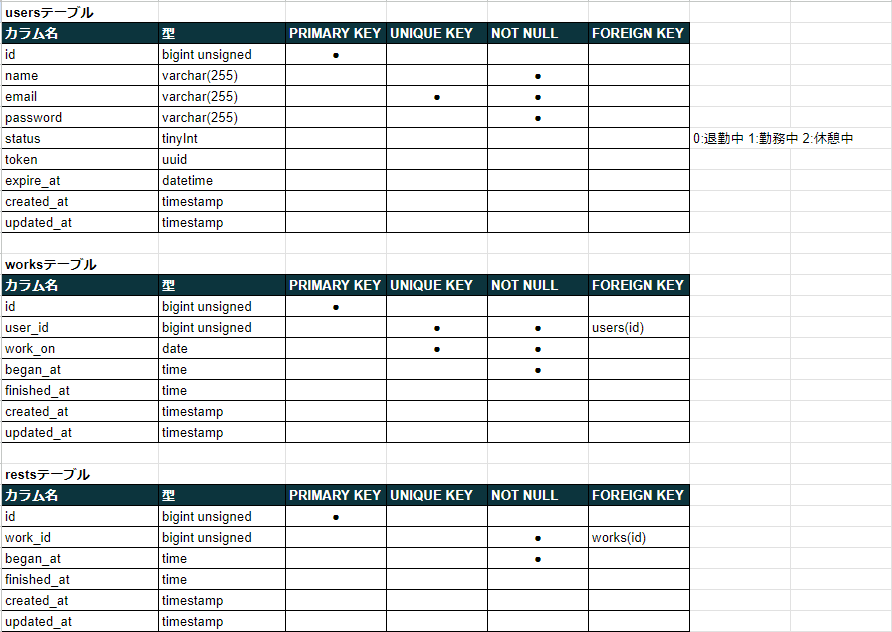 usersテーブル
カラム名 型 PRIMARY KEY UNIQUE KEY NOT NULL FOREIGN KEY
id bigint unsigned ●
name varchar(255) ●
email varchar(255) ● ●
password varchar(255) ●
status tinyInt 0:退勤中 1:勤務中 2:休憩中
token uuid
expire_at datetime
created_at timestamp
updated_at timestamp
worksテーブル
カラム名 型 PRIMARY KEY UNIQUE KEY NOT NULL FOREIGN KEY
id bigint unsigned ●
user_id bigint unsigned ● ● users(id)
work_on date ● ●
began_at time ●
finished_at time
created_at timestamp
updated_at timestamp
restsテーブル
カラム名 型 PRIMARY KEY UNIQUE KEY NOT NULL FOREIGN KEY
id bigint unsigned ●
work_id bigint unsigned ● works(id)
began_at time ●
finished_at time
created_at timestamp
updated_at timestamp